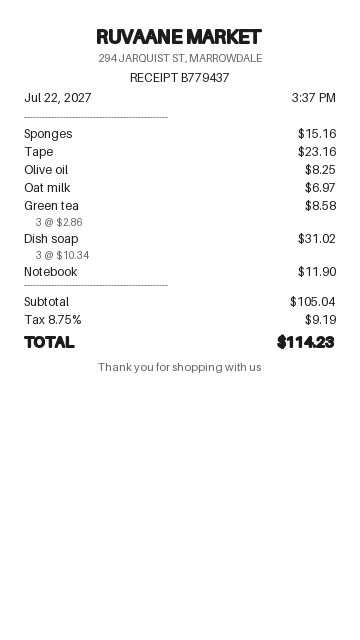 RUVAANE MARKET
294 JARQUIST ST, MARROWDALE
RECEIPT B779437
Jul 22, 2027 3:37 PM
Sponges $15.16
Tape $23.16
Olive oil $8.25
Oat milk $6.97
Green tea $8.58
3 @ $2.86
Dish soap $31.02
3 @ $10.34
Notebook $11.90
Subtotal $105.04
Tax 8.75% $9.19
TOTAL $114.23
Thank you for shopping with us